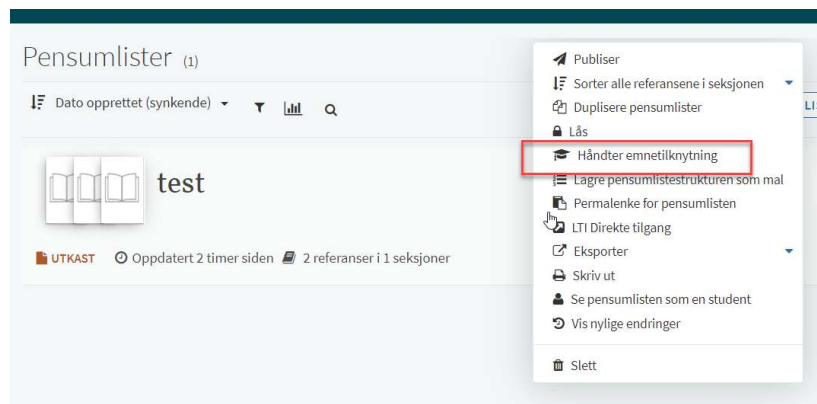 Pensumlister (1)
Dato opprettet (synkende)
test
UTKAST Oppdatert 2 timer siden 2 referanser i 1 seksjoner
Publiser
Sorter alle referansene i seksjonen
Duplisere pensumlister
Lås
Håndter emnetilknytning
Lagre pensumlistestrukturen som mal
Permalenke for pensumlisten
LTI Direkte tilgang
Eksporter
Skriv ut
Se pensumlisten som en student
Vis nylige endringer
Slett